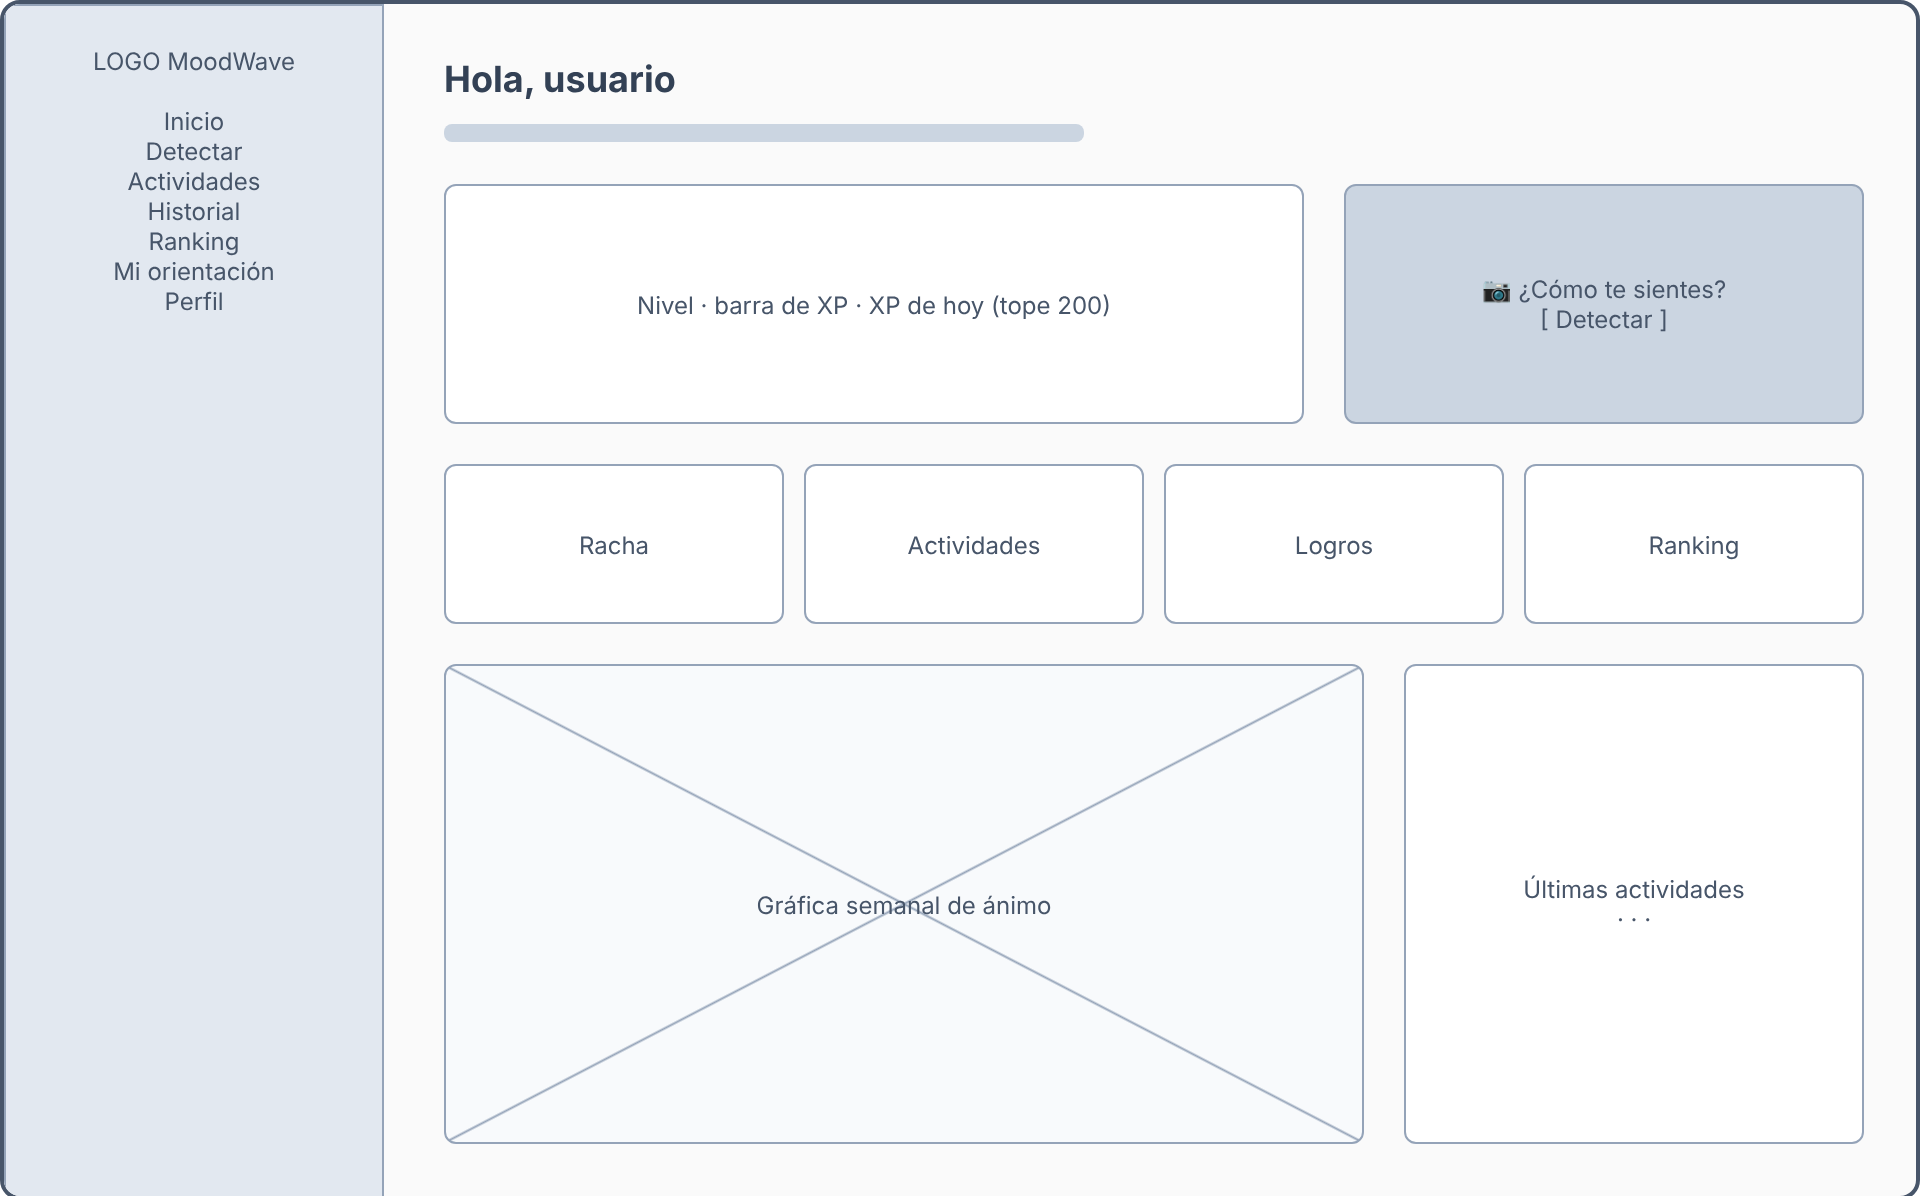 LOGO MoodWave
Inicio
Detectar
Actividades
Historial
Ranking
Mi orientación
Perfil
Hola, usuario
Nivel · barra de XP · XP de hoy (tope 200)
📷 ¿Cómo te sientes?
[ Detectar ]
Racha
Actividades
Logros
Ranking
Gráfica semanal de ánimo
Últimas actividades
· · ·